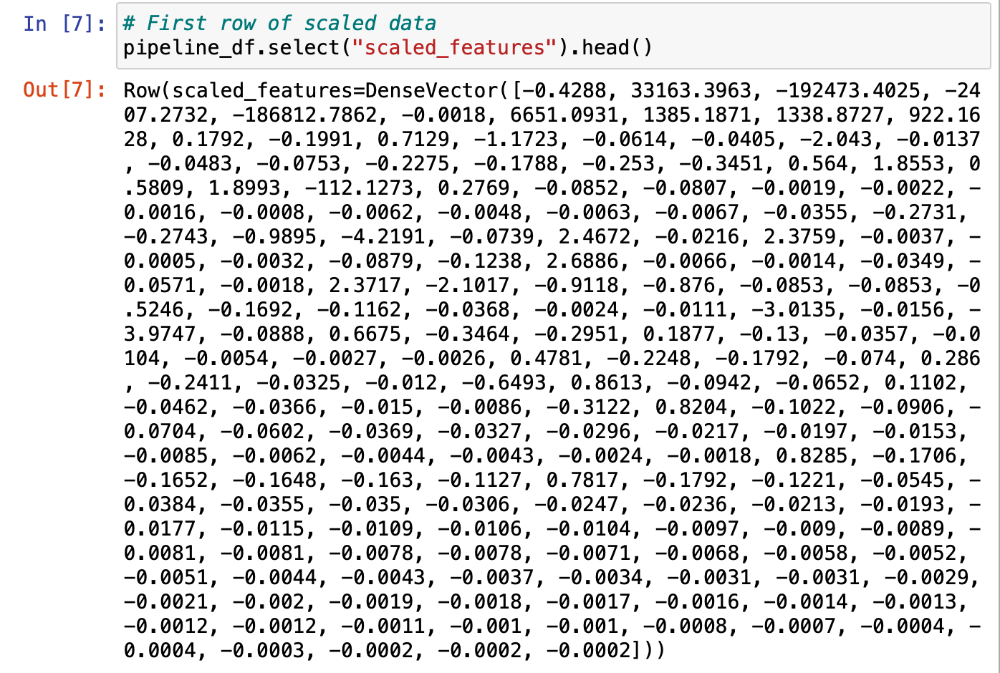 In [7]: # First row of scaled data
pipeline_df.select("scaled_features").head()
Out[7]: Row(scaled_features=DenseVector([-0.4288, 33163.3963, -192473.4025, -24
07.2732, -186812.7862, -0.0018, 6651.0931, 1385.1871, 1338.8727, 922.16
28, 0.1792, -0.1991, 0.7129, -1.1723, -0.0614, -0.0405, -2.043, -0.0137
, -0.0483, -0.0753, -0.2275, -0.1788, -0.253, -0.3451, 0.564, 1.8553, 0
.5809, 1.8993, -112.1273, 0.2769, -0.0852, -0.0807, -0.0019, -0.0022, -
0.0016, -0.0008, -0.0062, -0.0048, -0.0063, -0.0067, -0.0355, -0.2731,
-0.2743, -0.9895, -4.2191, -0.0739, 2.4672, -0.0216, 2.3759, -0.0037, -
0.0005, -0.0032, -0.0879, -0.1238, 2.6886, -0.0066, -0.0014, -0.0349, -
0.0571, -0.0018, 2.3717, -2.1017, -0.9118, -0.876, -0.0853, -0.0853, -0
.5246, -0.1692, -0.1162, -0.0368, -0.0024, -0.0111, -3.0135, -0.0156, -
3.9747, -0.0888, 0.6675, -0.3464, -0.2951, 0.1877, -0.13, -0.0357, -0.0
104, -0.0054, -0.0027, -0.0026, 0.4781, -0.2248, -0.1792, -0.074, 0.286
, -0.2411, -0.0325, -0.012, -0.6493, 0.8613, -0.0942, -0.0652, 0.1102,
-0.0462, -0.0366, -0.015, -0.0086, -0.3122, 0.8204, -0.1022, -0.0906, -
0.0704, -0.0602, -0.0369, -0.0327, -0.0296, -0.0217, -0.0197, -0.0153,
-0.0085, -0.0062, -0.0044, -0.0043, -0.0024, -0.0018, 0.8285, -0.1706,
-0.1652, -0.1648, -0.163, -0.1127, 0.7817, -0.1792, -0.1221, -0.0545, -
0.0384, -0.0355, -0.035, -0.0306, -0.0247, -0.0236, -0.0213, -0.0193, -
0.0177, -0.0115, -0.0109, -0.0106, -0.0104, -0.0097, -0.009, -0.0089, -
0.0081, -0.0081, -0.0078, -0.0078, -0.0071, -0.0068, -0.0058, -0.0052,
-0.0051, -0.0044, -0.0043, -0.0037, -0.0034, -0.0031, -0.0031, -0.0029,
-0.0021, -0.002, -0.0019, -0.0018, -0.0017, -0.0016, -0.0014, -0.0013,
-0.0012, -0.0012, -0.0011, -0.001, -0.001, -0.0008, -0.0007, -0.0004, -
0.0004, -0.0003, -0.0002, -0.0002, -0.0002]))